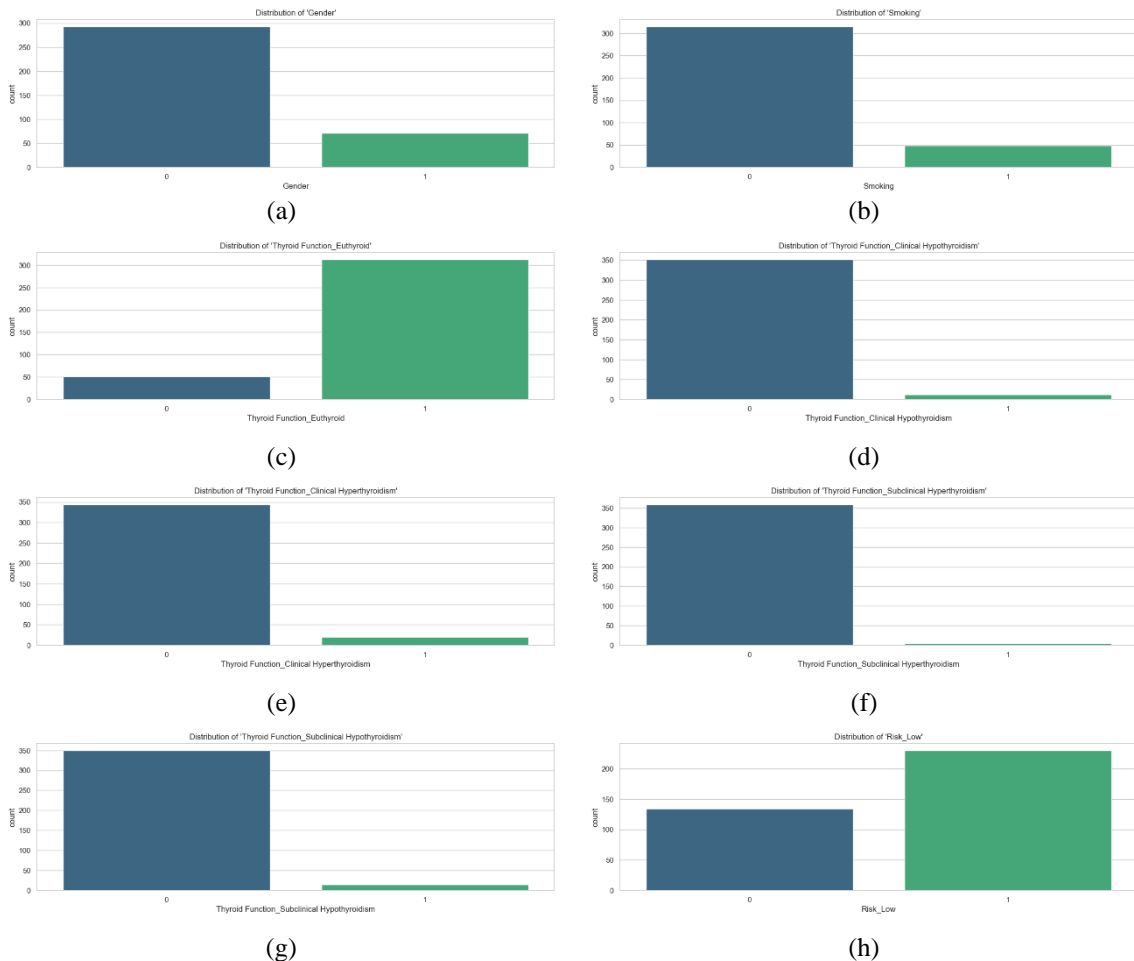 Distribution of 'Gender'
300
250
200
150
100
50
0
count
0 1
Gender
(a)
Distribution of 'Smoking'
300
250
200
150
100
50
0
count
0 1
Smoking
(b)
Distribution of 'Thyroid Function_Euthyroid'
300
250
200
150
100
50
0
count
0 1
Thyroid Function_Euthyroid
(c)
Distribution of 'Thyroid Function_Clinical Hypothyroidism'
350
300
250
200
150
100
50
0
count
0 1
Thyroid Function_Clinical Hypothyroidism
(d)
Distribution of 'Thyroid Function_Clinical Hyperthyroidism'
350
300
250
200
150
100
50
0
count
0 1
Thyroid Function_Clinical Hyperthyroidism
(e)
Distribution of 'Thyroid Function_Subclinical Hyperthyroidism'
350
300
250
200
150
100
50
0
count
0 1
Thyroid Function_Subclinical Hyperthyroidism
(f)
Distribution of 'Thyroid Function_Subclinical Hypothyroidism'
350
300
250
200
150
100
50
0
count
0 1
Thyroid Function_Subclinical Hypothyroidism
(g)
Distribution of 'Risk_Low'
200
150
100
50
0
count
0 1
Risk_Low
(h)